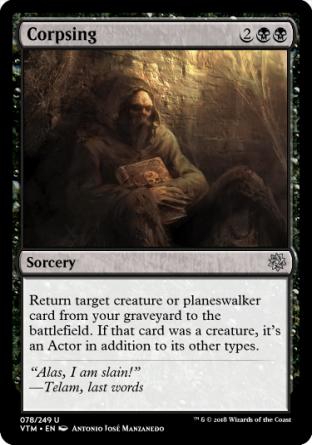 Corpsing 2
Sorcery
Return target creature or planeswalker
card from your graveyard to the
battlefield. If that card was a creature, it's
an Actor in addition to its other types.
"Alas, I am slain!"
—Telam, last words
078/249 U
VTM • EN Antonio José Manzanedo
™ & © 2018 Wizards of the Coast